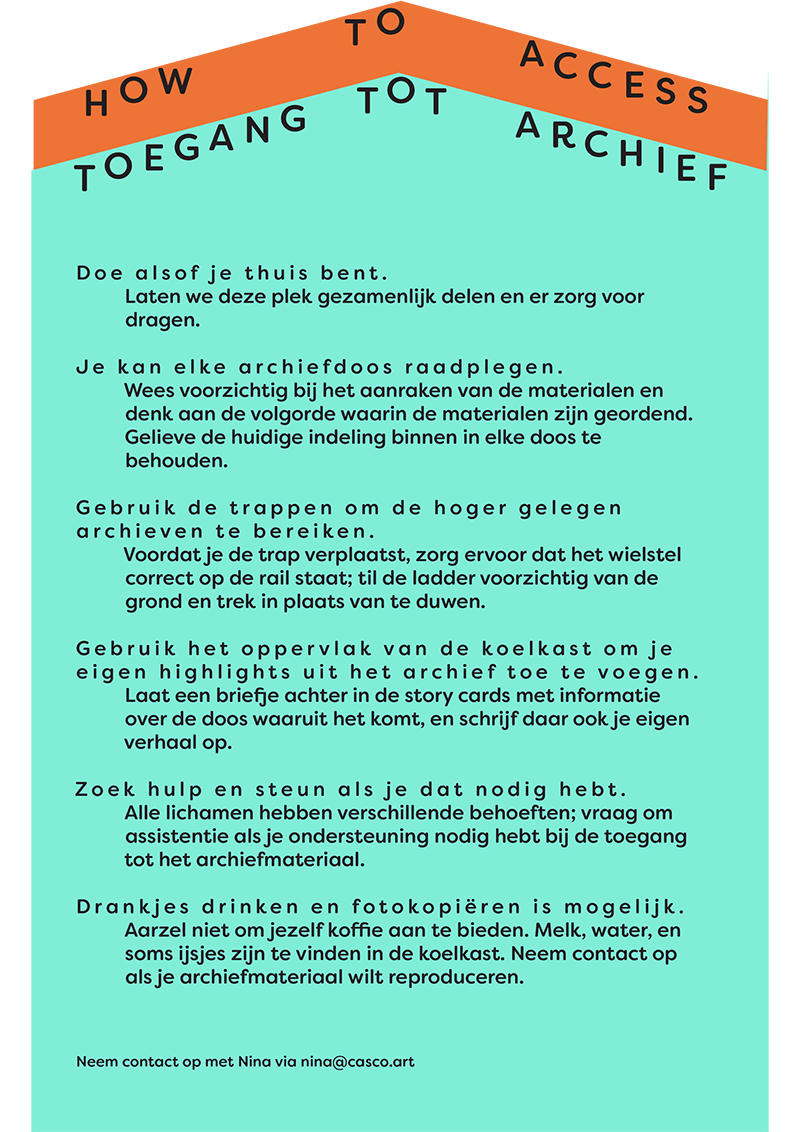 HOW TO ACCESS
TOEGANG TOT ARCHIEF
Doe alsof je thuis bent.
Laten we deze plek gezamenlijk delen en er zorg voor
dragen.
Je kan elke archiefdoos raadplegen.
Wees voorzichtig bij het aanraken van de materialen en
denk aan de volgorde waarin de materialen zijn geordend.
Gelieve de huidige indeling binnen in elke doos te
behouden.
Gebruik de trappen om de hoger gelegen
archieven te bereiken.
Voordat je de trap verplaatst, zorg ervoor dat het wielstel
correct op de rail staat; til de ladder voorzichtig van de
grond en trek in plaats van te duwen.
Gebruik het oppervlak van de koelkast om je
eigen highlights uit het archief toe te voegen.
Laat een briefje achter in de story cards met informatie
over de doos waaruit het komt, en schrijf daar ook je eigen
verhaal op.
Zoek hulp en steun als je dat nodig hebt.
Alle lichamen hebben verschillende behoeften; vraag om
assistentie als je ondersteuning nodig hebt bij de toegang
tot het archiefmateriaal.
Drankjes drinken en fotokopiëren is mogelijk.
Aarzel niet om jezelf koffie aan te bieden. Melk, water, en
soms ijsjes zijn te vinden in de koelkast. Neem contact op
als je archiefmateriaal wilt reproduceren.
Neem contact op met Nina via nina@casco.art